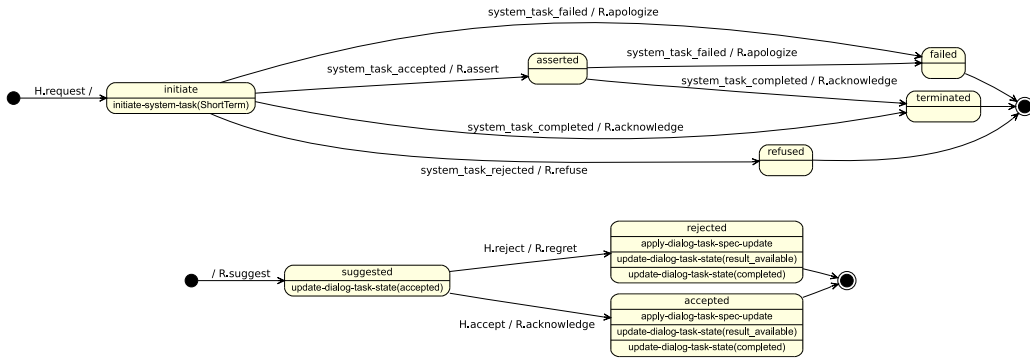 system_task_failed / R.apologize
failed
asserted
system_task_failed / R.apologize
system_task_accepted / R.assert
system_task_completed / R.acknowledge
H.request /
initiate
initiate-system-task(ShortTerm)
terminated
system_task_completed / R.acknowledge
refused
system_task_rejected / R.refuse
rejected
apply-dialog-task-spec-update
update-dialog-task-state(result_available)
update-dialog-task-state(completed)
H.reject / R.regret
/ R.suggest
suggested
update-dialog-task-state(accepted)
H.accept / R.acknowledge
accepted
apply-dialog-task-spec-update
update-dialog-task-state(result_available)
update-dialog-task-state(completed)